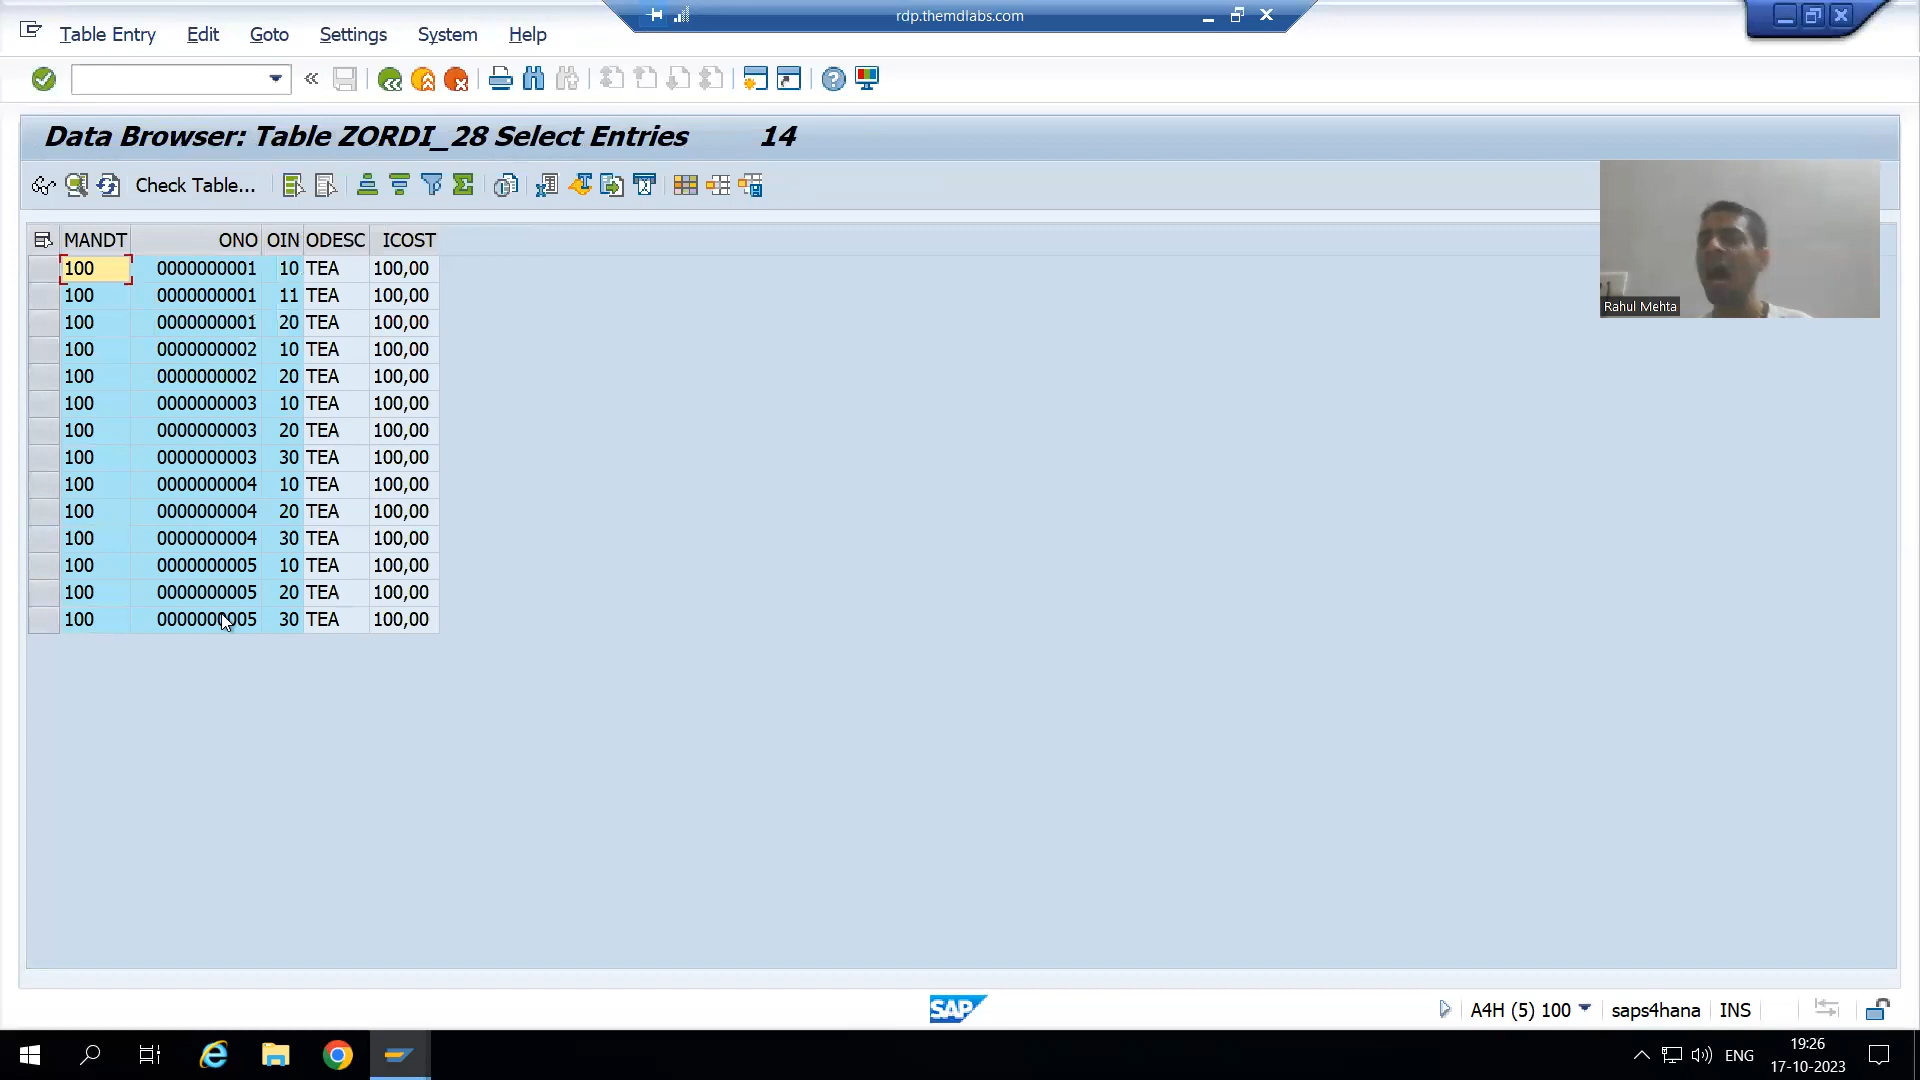 rdp.themdlabs.com
Table Entry Edit Goto Settings System Help
Data Browser: Table ZORDI_28 Select Entries 14
Check Table...
MANDT ONO OIN ODESC ICOST
100 0000000001 10 TEA 100,00
100 0000000001 11 TEA 100,00
100 0000000001 20 TEA 100,00
100 0000000002 10 TEA 100,00
100 0000000002 20 TEA 100,00
100 0000000003 10 TEA 100,00
100 0000000003 20 TEA 100,00
100 0000000003 30 TEA 100,00
100 0000000004 10 TEA 100,00
100 0000000004 20 TEA 100,00
100 0000000004 30 TEA 100,00
100 0000000005 10 TEA 100,00
100 0000000005 20 TEA 100,00
100 0000000005 30 TEA 100,00
Rahul Mehta
SAP
A4H (5) 100 saps4hana INS
ENG
19:26
17-10-2023